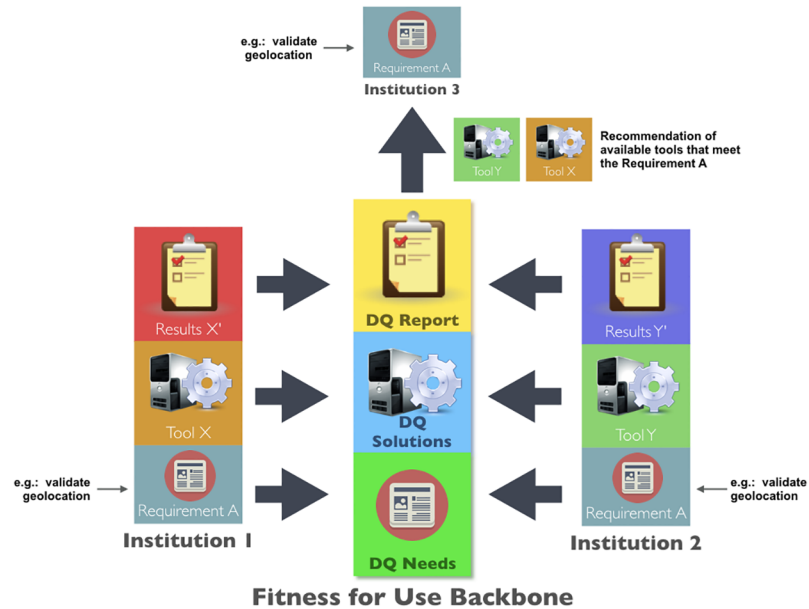 e.g.: validate
geolocation
Requirement A
Institution 3
Tool Y
Tool X
Recommendation of
available tools that meet
the Requirement A
Results X'
Tool X
e.g.: validate
geolocation
Requirement A
Institution 1
DQ Report
DQ
Solutions
DQ Needs
Results Y'
Tool Y
Requirement A
e.g.: validate
geolocation
Institution 2
Fitness for Use Backbone